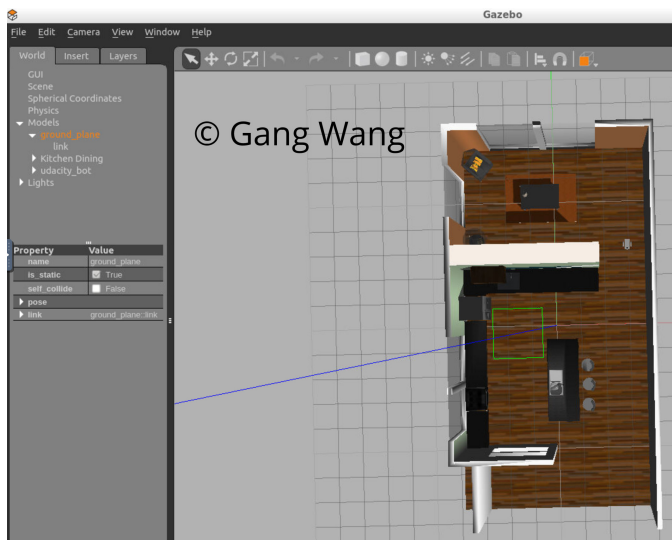 Gazebo
File Edit Camera View Window Help
World Insert Layers
GUI
Scene
Spherical Coordinates
Physics
Models
ground_plane
link
Kitchen Dining
udacity_bot
Lights
© Gang Wang
Property Value
name ground_plane
is_static True
self_collide False
pose
link ground_plane::link